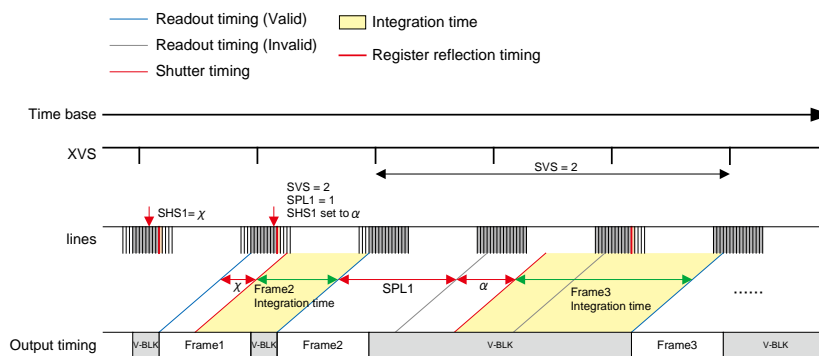 Readout timing (Valid)
Readout timing (Invalid)
Shutter timing
Integration time
Register reflection timing
Time base
XVS
SVS = 2
SHS1= χ
SVS = 2
SPL1 = 1
SHS1 set to α
lines
χ
Frame2
Integration time
SPL1
α
Frame3
Integration time
......
Output timing
V-BLK
Frame1
V-BLK
Frame2
V-BLK
Frame3
V-BLK